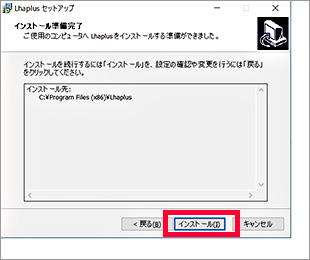 Lhaplus セットアップ
インストール準備完了
ご使用のコンピュータへ Lhaplus をインストールする準備ができました。
インストールを続行するには「インストール」を、設定の確認や変更を行うには「戻る」
をクリックしてください。
インストール先:
C:¥Program Files (x86)¥Lhaplus
< 戻る(B)
インストール(I)
キャンセル